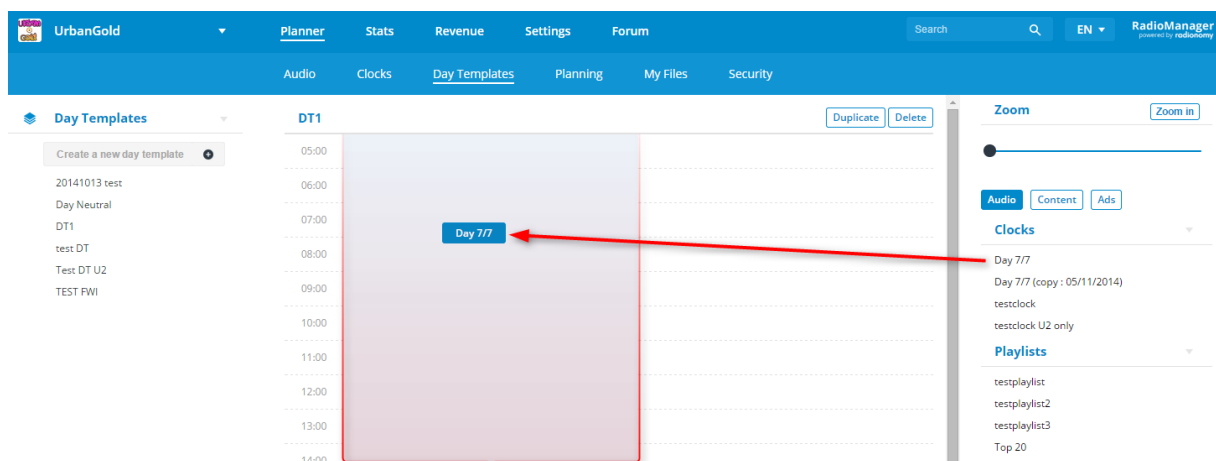 UrbanGold
Planner
Stats
Revenue
Settings
Forum
Search
EN
RadioManager
powered by radionomy
Audio
Clocks
Day Templates
Planning
My Files
Security
Day Templates
Create a new day template
20141013 test
Day Neutral
DT1
test DT
Test DT U2
TEST FWI
DT1
Duplicate
Delete
05:00
06:00
07:00
08:00
09:00
10:00
11:00
12:00
13:00
14:00
Day 7/7
Zoom
Zoom in
Audio
Content
Ads
Clocks
Day 7/7
Day 7/7 (copy : 05/11/2014)
testclock
testclock U2 only
Playlists
testplaylist
testplaylist2
testplaylist3
Top 20